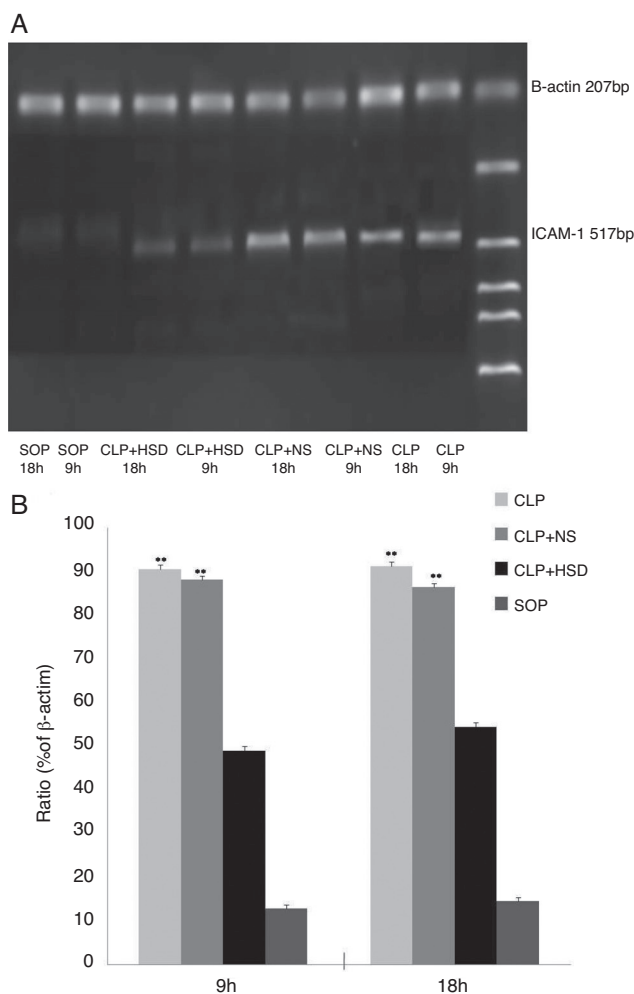 A
B-actin 207bp
ICAM-1 517bp
SOP SOP CLP+HSD CLP+HSD CLP+NS CLP+NS CLP CLP
18h 9h 18h 9h 18h 9h 18h 9h
B
100
90
80
70
60
50
40
30
20
10
0
Ratio (%of β-actim)
** **
** **
CLP
CLP+NS
CLP+HSD
SOP
9h 18h